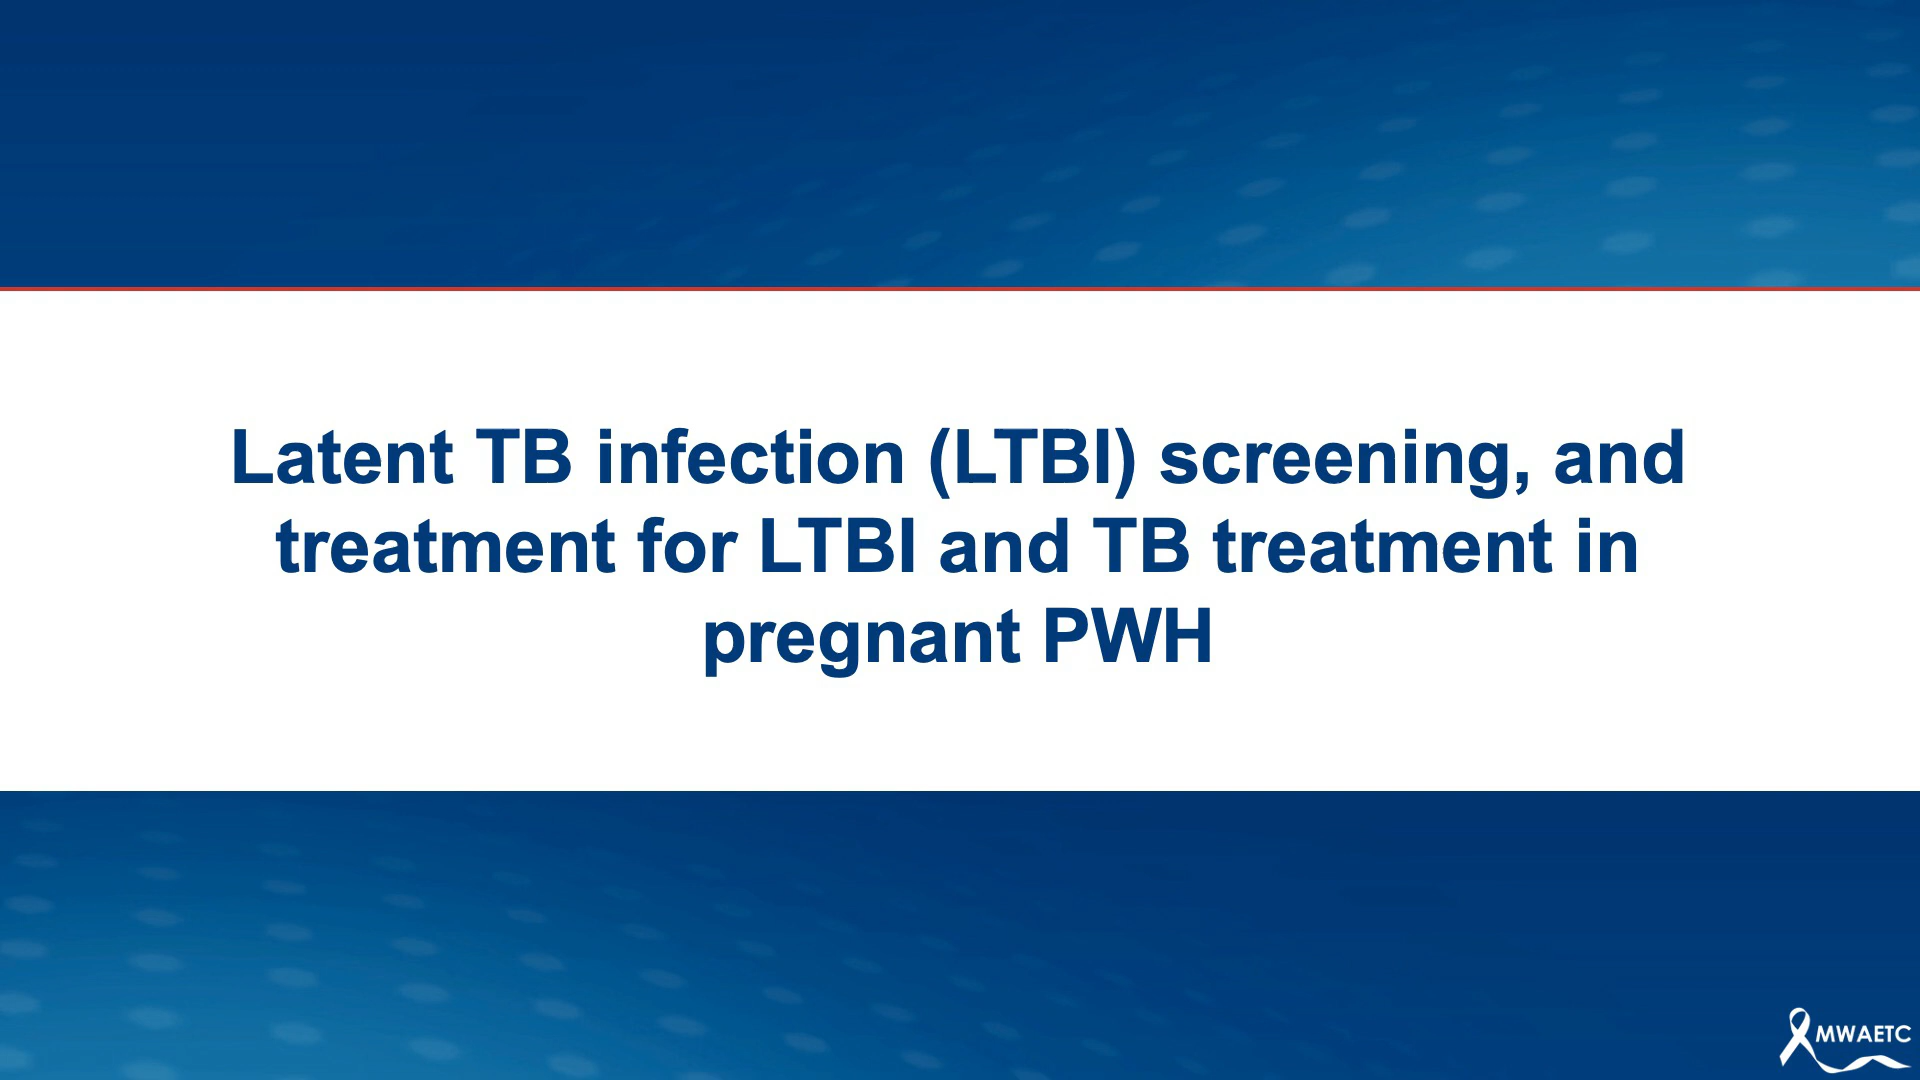 Latent TB infection (LTBI) screening, and
treatment for LTBI and TB treatment in
pregnant PWH
MWAETC